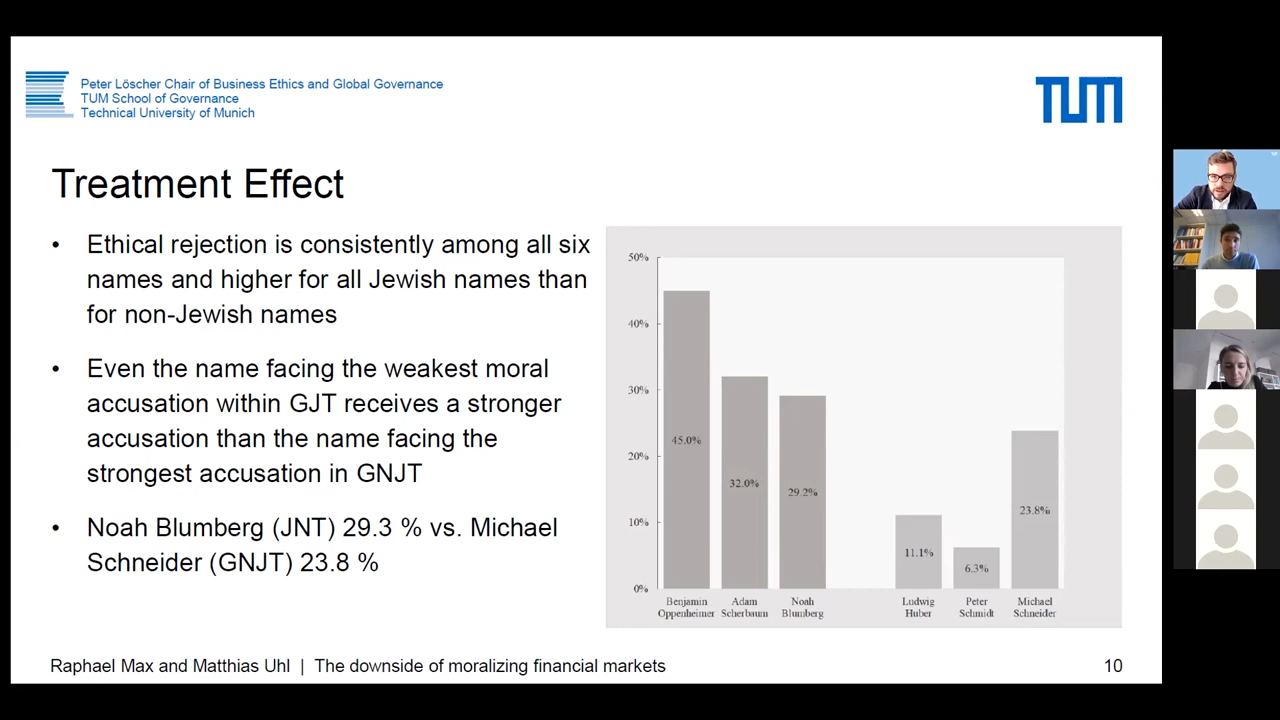 Peter Löscher Chair of Business Ethics and Global Governance
TUM School of Governance
Technical University of Munich
TUM
Treatment Effect
• Ethical rejection is consistently among all six
names and higher for all Jewish names than
for non-Jewish names
• Even the name facing the weakest moral
accusation within GJT receives a stronger
accusation than the name facing the
strongest accusation in GNJT
• Noah Blumberg (JNT) 29.3 % vs. Michael
Schneider (GNJT) 23.8 %
50%
40%
30%
20%
10%
0%
45.0%
32.0%
29.2%
11.1%
6.3%
23.8%
Benjamin
Oppenheimer
Adam
Scherbaum
Noah
Blumberg
Ludwig
Huber
Peter
Schmidt
Michael
Schneider
Raphael Max and Matthias Uhl | The downside of moralizing financial markets
10